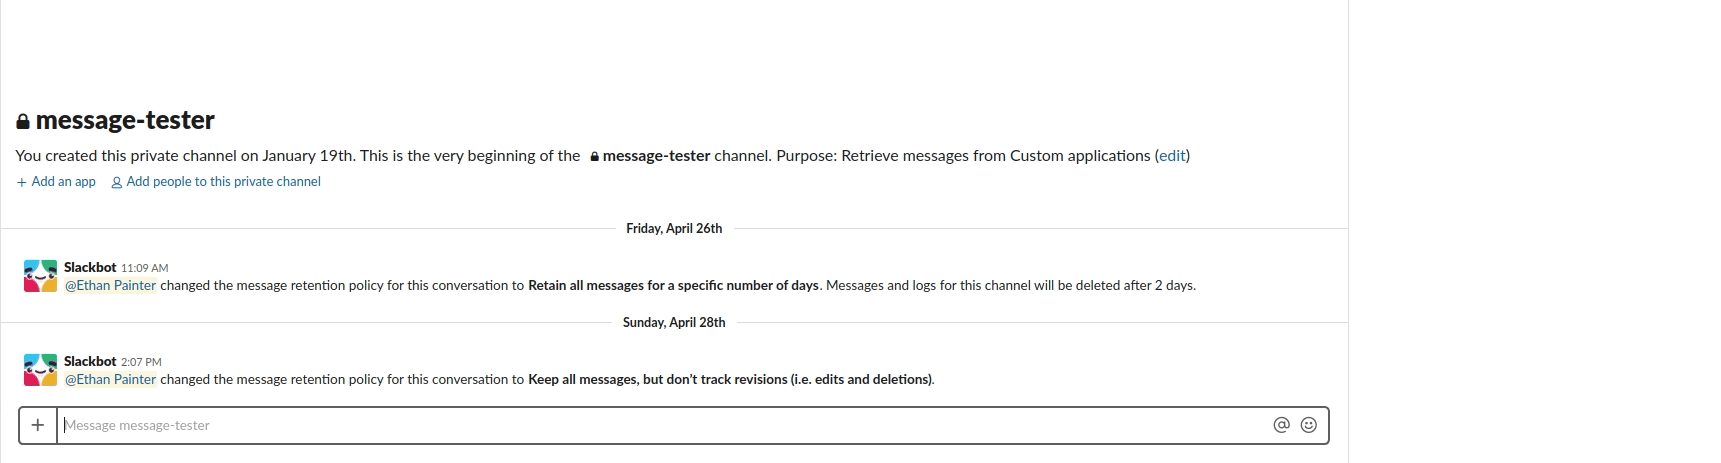 message-tester
You created this private channel on January 19th. This is the very beginning of the message-tester channel. Purpose: Retrieve messages from Custom applications (edit)
+ Add an app Add people to this private channel
Friday, April 26th
Slackbot 11:09 AM
@Ethan Painter changed the message retention policy for this conversation to Retain all messages for a specific number of days. Messages and logs for this channel will be deleted after 2 days.
Sunday, April 28th
Slackbot 2:07 PM
@Ethan Painter changed the message retention policy for this conversation to Keep all messages, but don’t track revisions (i.e. edits and deletions).
+ Message message-tester @